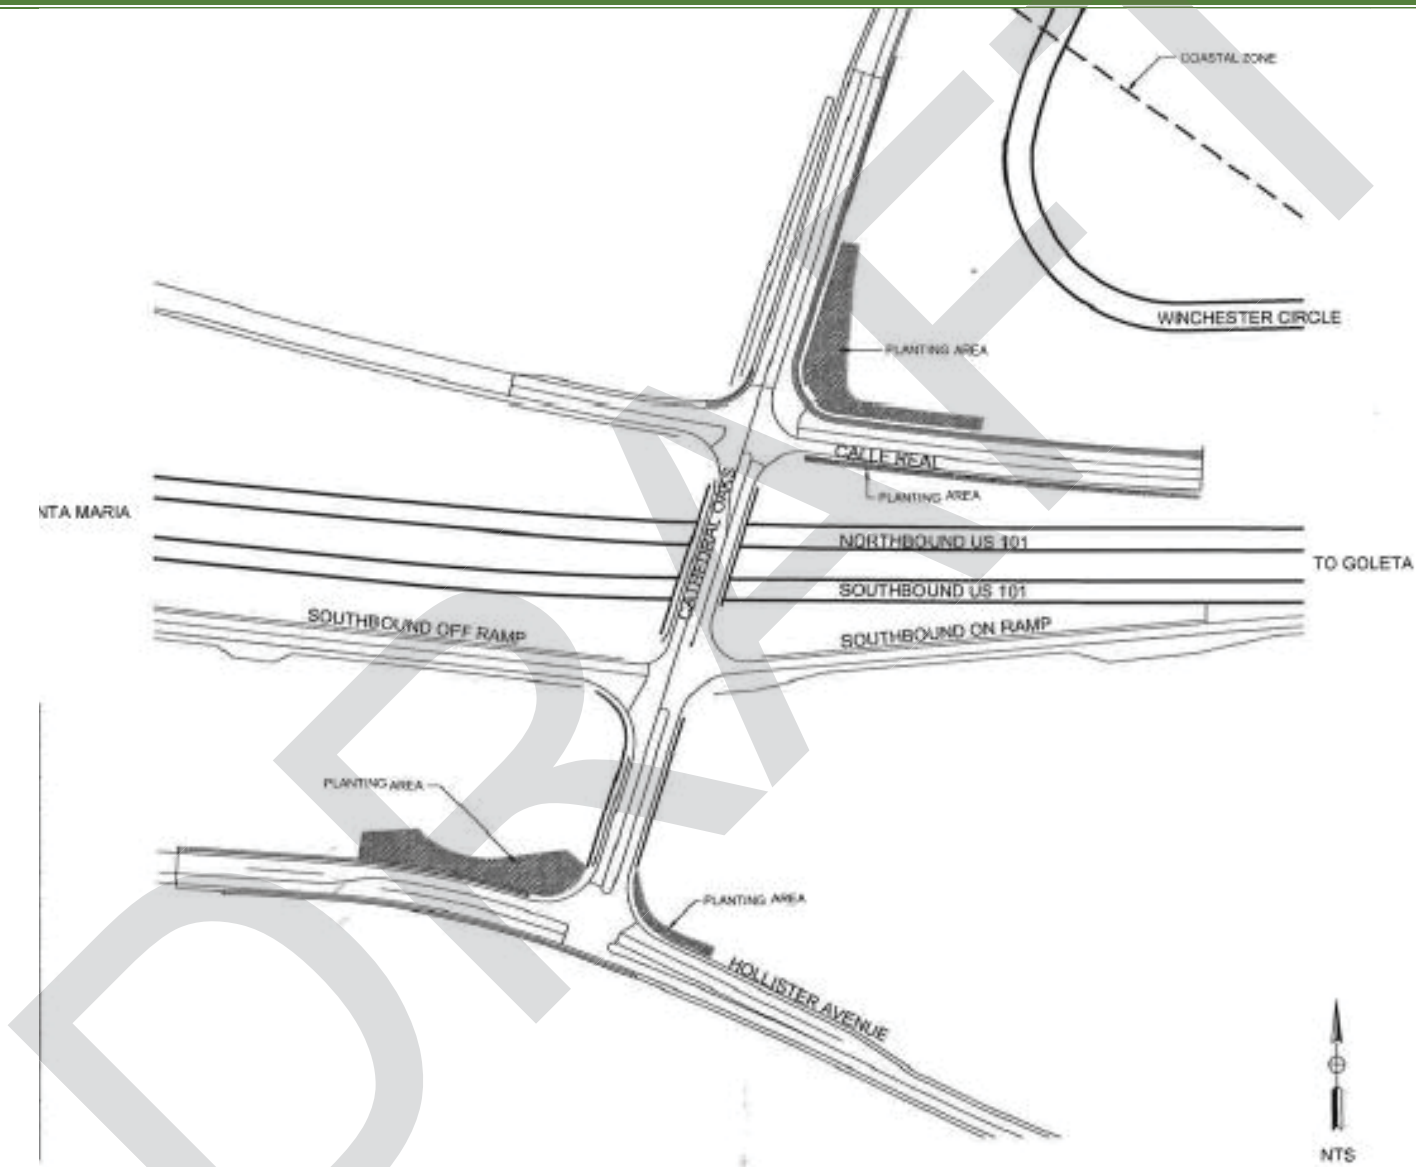 COASTAL ZONE
WINCHESTER CIRCLE
PLANTING AREA
CALLE REAL
PLANTING AREA
CATHEDRAL OAKS
NTA MARIA
NORTHBOUND US 101
TO GOLETA
SOUTHBOUND US 101
SOUTHBOUND OFF RAMP
SOUTHBOUND ON RAMP
PLANTING AREA
PLANTING AREA
HOLLISTER AVENUE
NTS
DRAFT